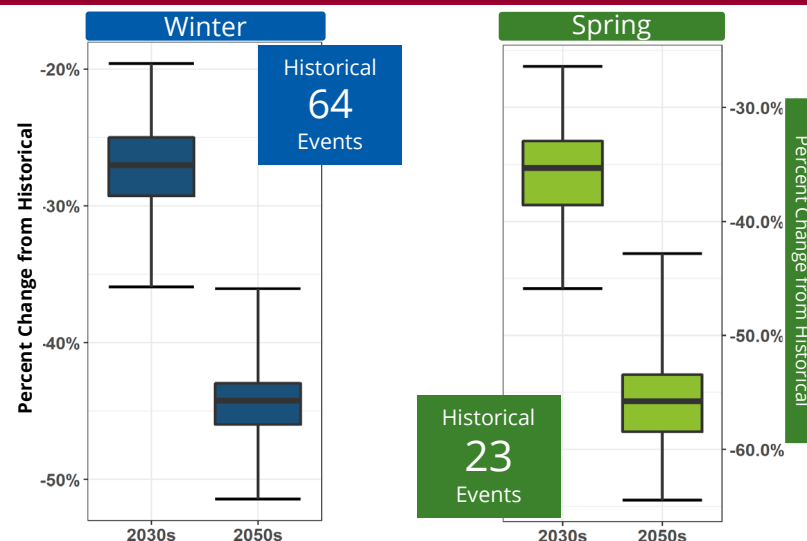 Winter
Historical
64
Events
Percent Change from Historical
-20%
-30%
-40%
-50%
2030s
2050s
Spring
Historical
23
Events
-30.0%
-40.0%
-50.0%
-60.0%
Percent Change from Historical
2030s
2050s